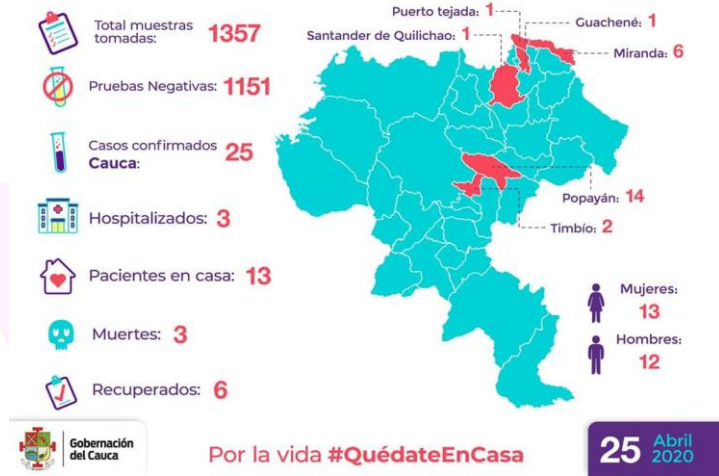 Total muestras
tomadas: 1357
Pruebas Negativas: 1151
Casos confirmados
Cauca: 25
Hospitalizados: 3
Pacientes en casa: 13
Muertes: 3
Recuperados: 6
Puerto tejada: 1
Guachené: 1
Santander de Quilichao: 1
Miranda: 6
Popayán: 14
Timbío: 2
Mujeres:
13
Hombres:
12
Gobernación
del Cauca
Por la vida #QuédateEnCasa
25 Abril
2020